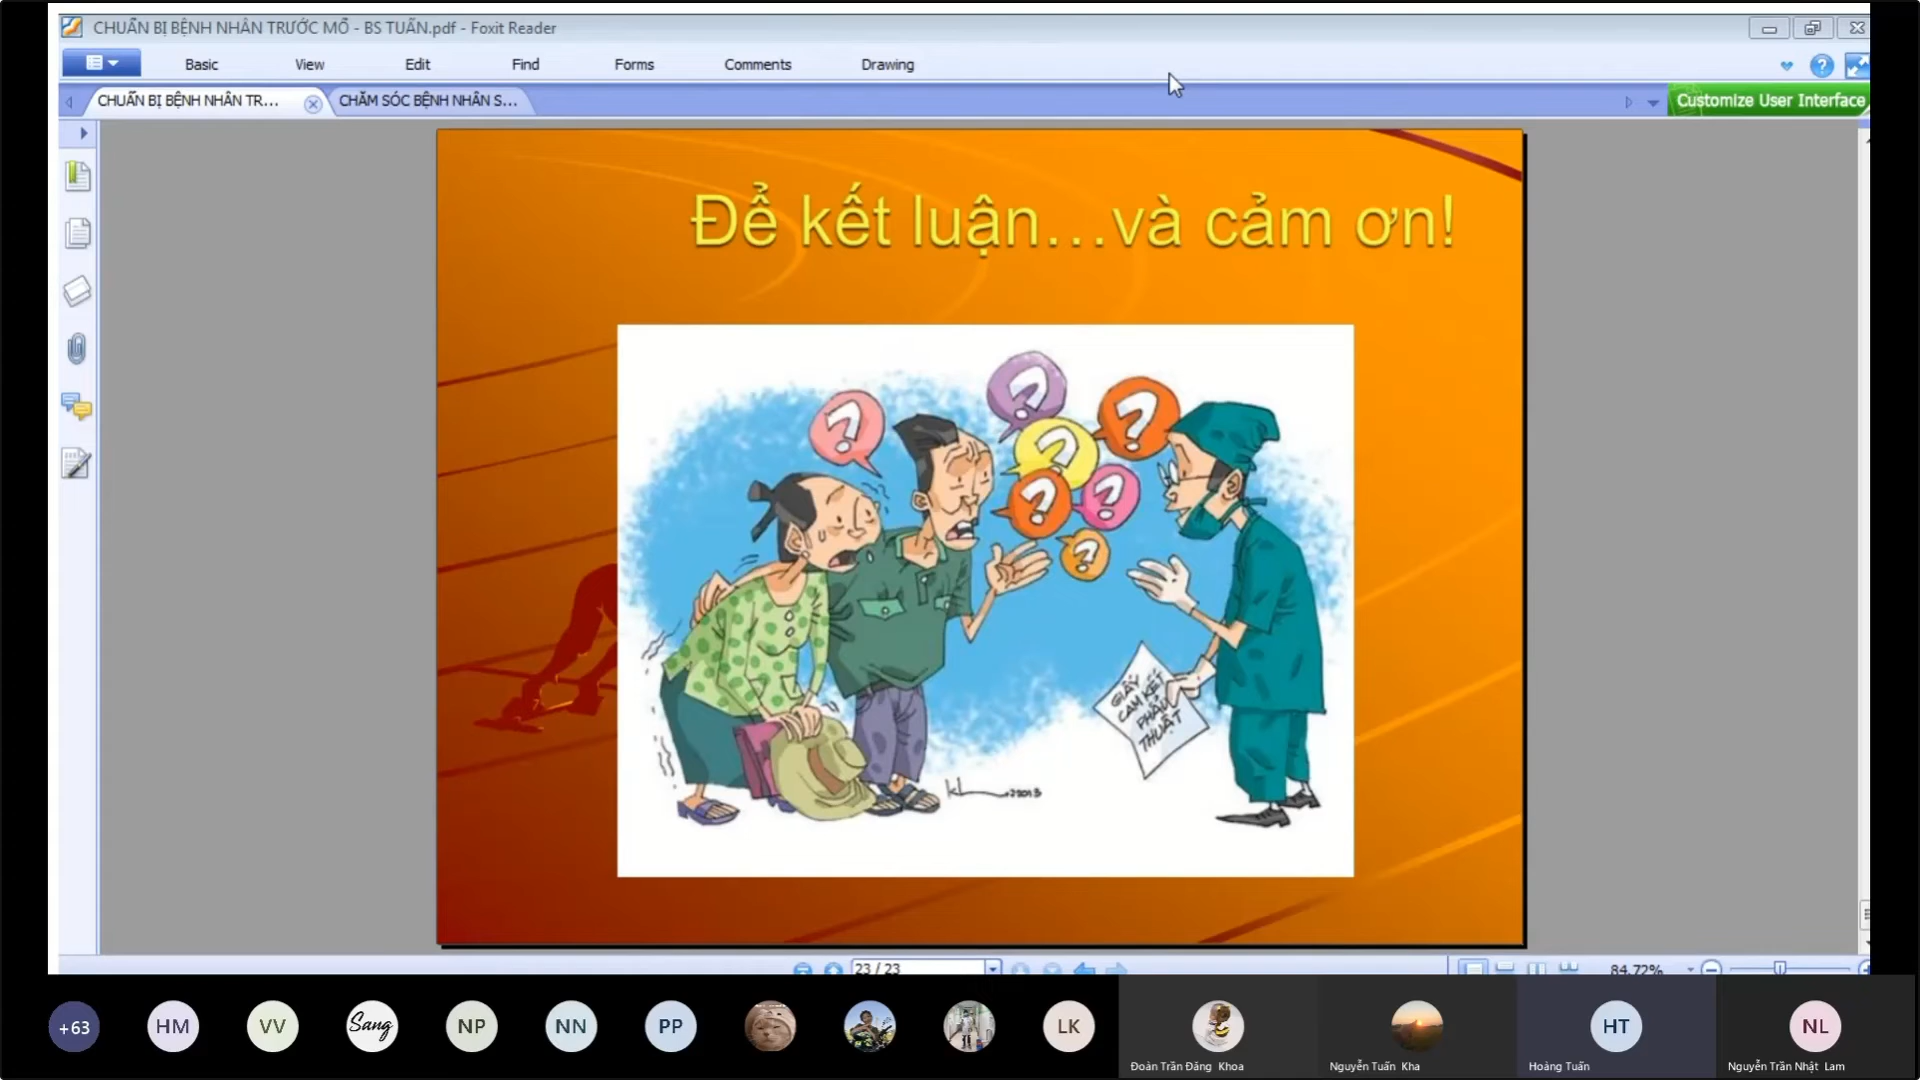 CHUẨN BỊ BỆNH NHÂN TRƯỚC MỔ - BS TUẤN.pdf - Foxit Reader
Basic View Edit Find Forms Comments Drawing
CHUẨN BỊ BỆNH NHÂN TR... CHĂM SÓC BỆNH NHÂN S... Customize User Interface
Để kết luận...và cảm ơn!
? ? ? ? ? ? ?
GIẤY
CAM KẾT
PHẪU
THUẬT
23 / 23
84.72%
+63 HM VV Sang NP NN PP LK HT NL
Đoàn Trần Đăng Khoa Nguyễn Tuấn Kha Hoàng Tuấn Nguyễn Trần Nhật Lam